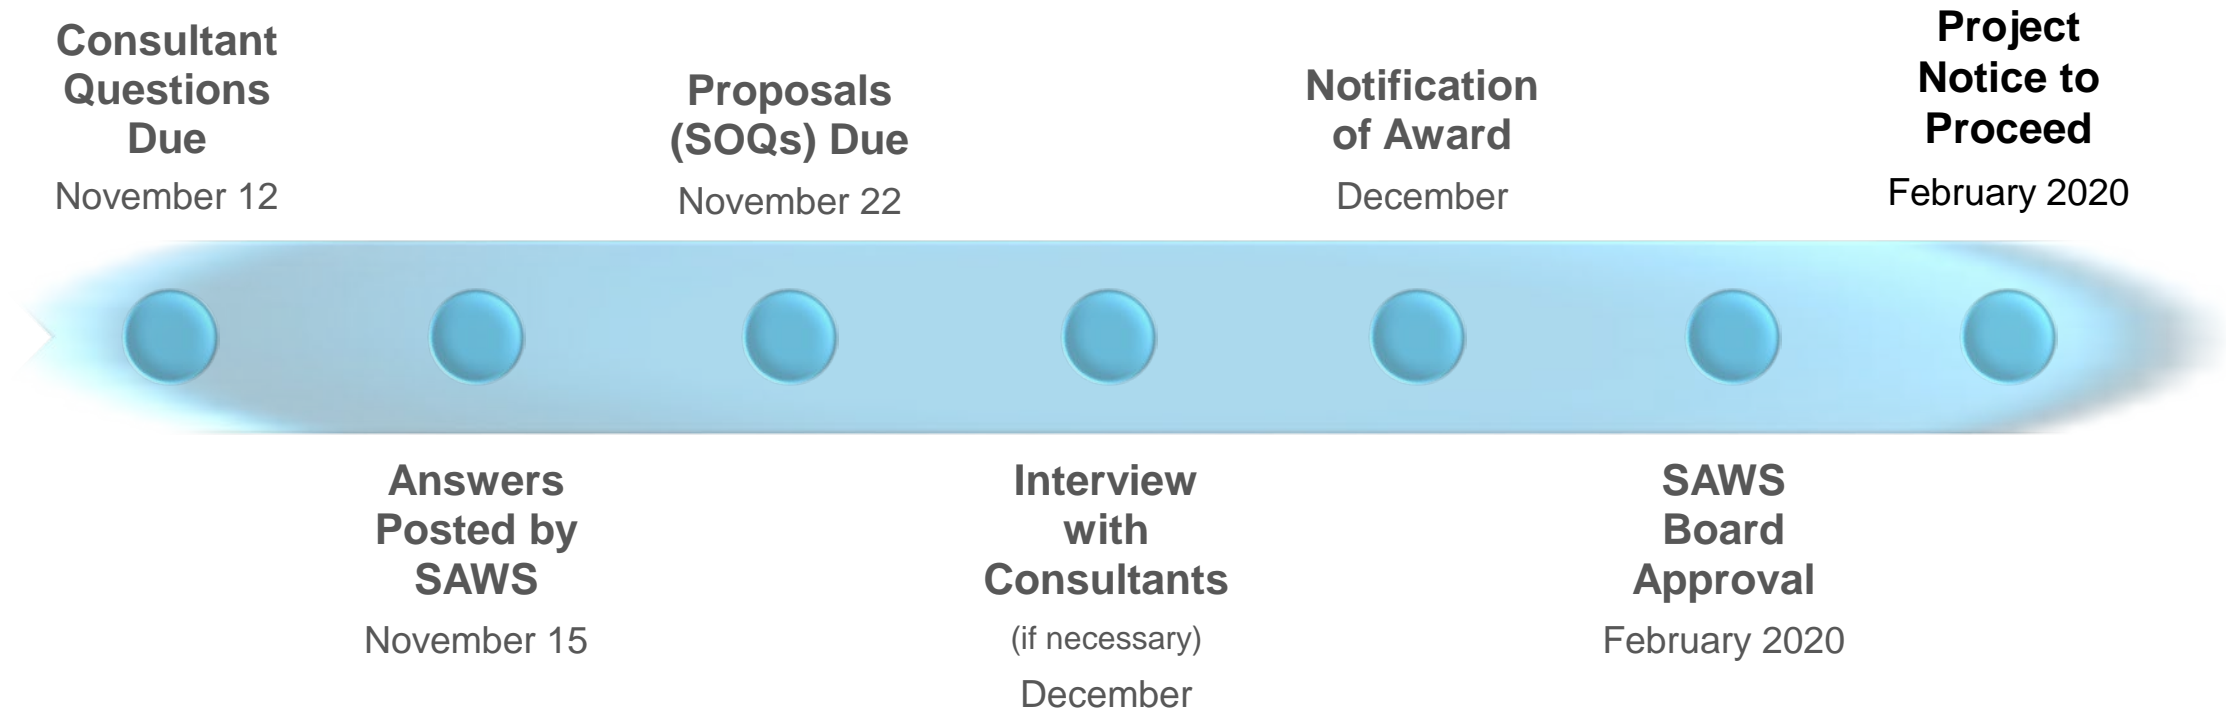 Consultant
Questions
Due
November 12
Answers
Posted by
SAWS
November 15
Proposals
(SOQs) Due
November 22
Interview
with
Consultants
(if necessary)
December
Notification
of Award
December
SAWS
Board
Approval
February 2020
Project
Notice to
Proceed
February 2020